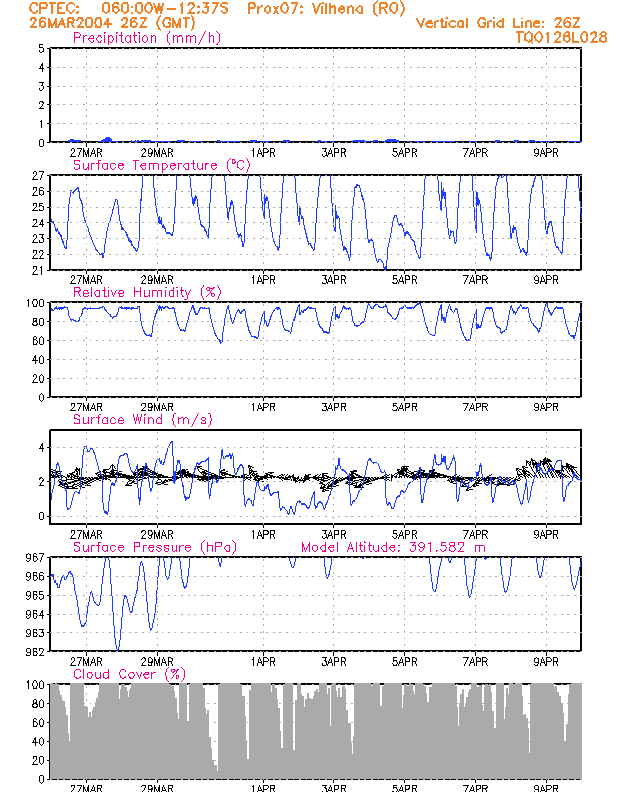 CPTEC: 060:00W-12:37S Prox07: Vilhena (RO)
26MAR2004 26Z (GMT) Vertical Grid Line: 26Z
Precipitation (mm/h) TQ0126L028
5
4
3
2
1
0
27MAR 29MAR 1APR 3APR 5APR 7APR 9APR
Surface Temperature (ºC)
27
26
25
24
23
22
21
27MAR 29MAR 1APR 3APR 5APR 7APR 9APR
Relative Humidity (%)
100
80
60
40
20
0
27MAR 29MAR 1APR 3APR 5APR 7APR 9APR
Surface Wind (m/s)
4
2
0
27MAR 29MAR 1APR 3APR 5APR 7APR 9APR
Surface Pressure (hPa) Model Altitude: 391.582 m
967
966
965
964
963
962
27MAR 29MAR 1APR 3APR 5APR 7APR 9APR
Cloud Cover (%)
100
80
60
40
20
0
27MAR 29MAR 1APR 3APR 5APR 7APR 9APR